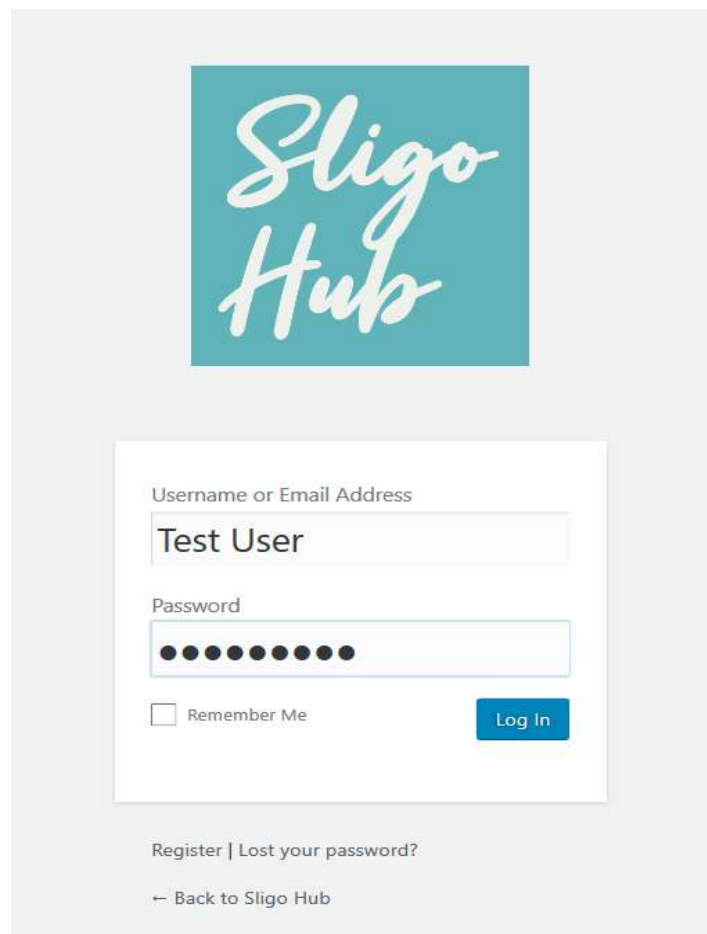 Sligo
Hub
Username or Email Address
Test User
Password
●●●●●●●●●
Remember Me
Log In
Register | Lost your password?
← Back to Sligo Hub